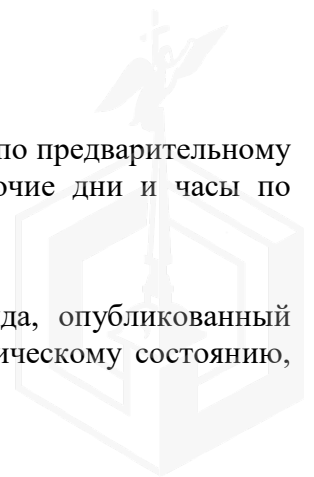 по предварительному
очие дни и часы по
да, опубликованный
ическому состоянию,